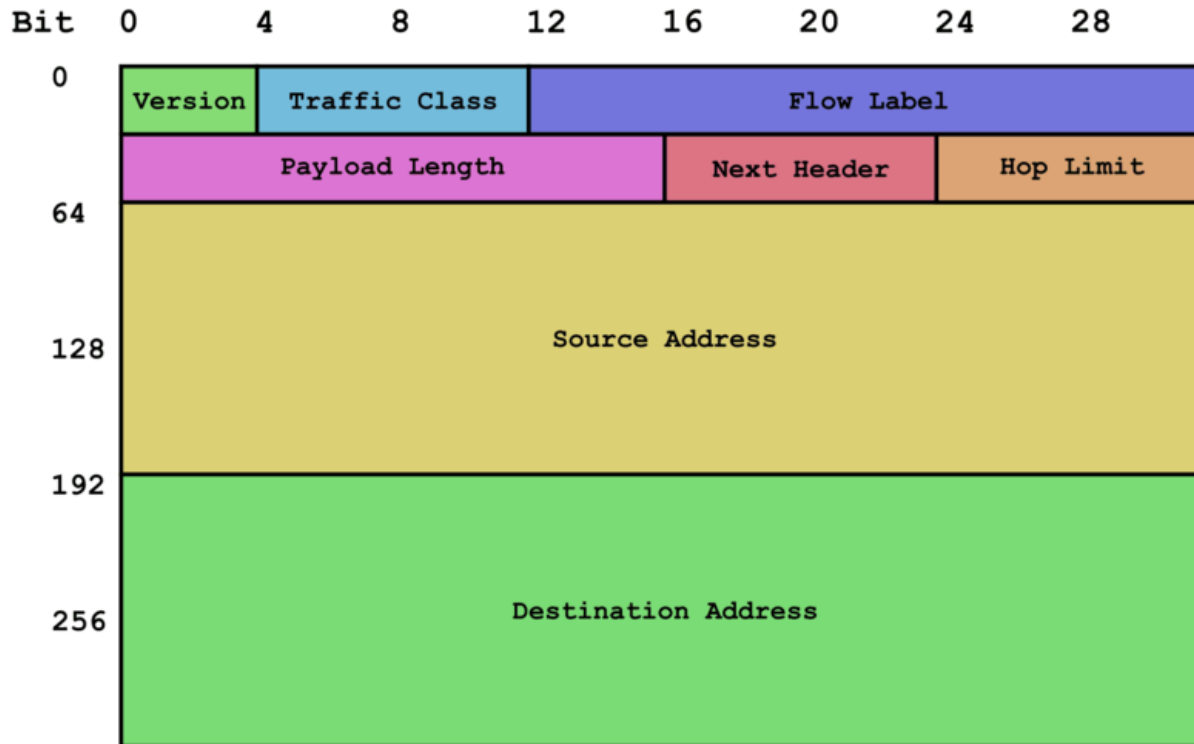 Bit 0 4 8 12 16 20 24 28
0 Version Traffic Class Flow Label
Payload Length Next Header Hop Limit
64
128 Source Address
192
256 Destination Address